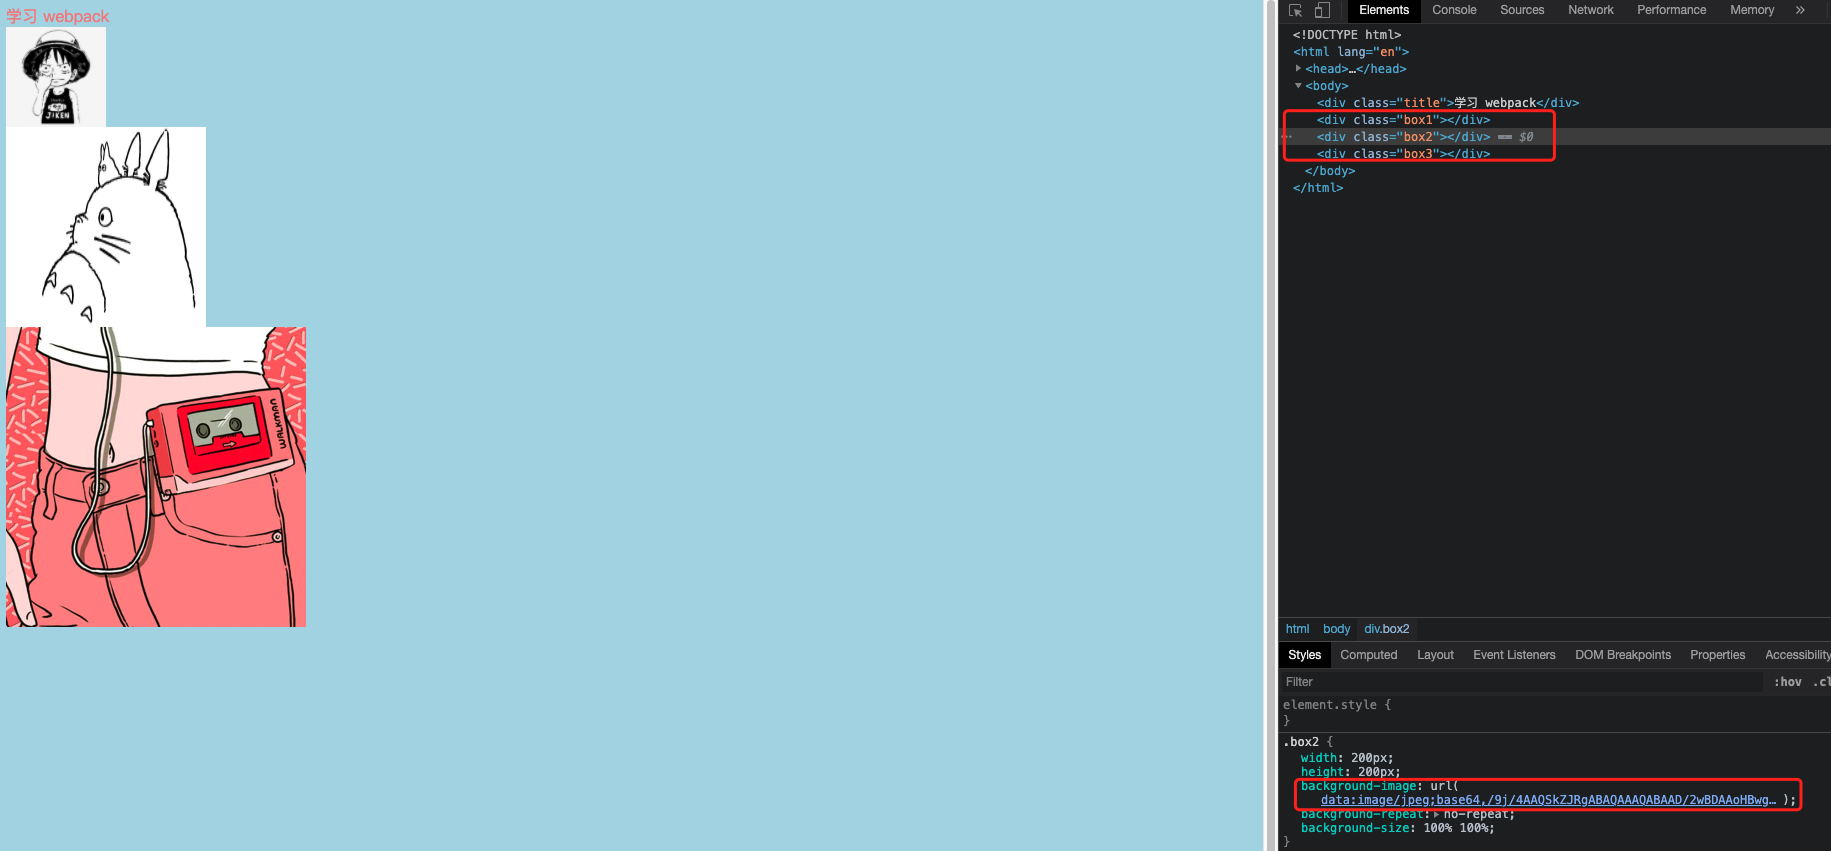 学习 webpack
JIKEN
WALKMAN
Elements Console Sources Network Performance Memory »
<!DOCTYPE html>
<html lang="en">
<head>…</head>
<body>
<div class="title">学习 webpack</div>
<div class="box1"></div>
… <div class="box2"></div> == $0
<div class="box3"></div>
</body>
</html>
html body div.box2
Styles Computed Layout Event Listeners DOM Breakpoints Properties Accessibility
Filter :hov .cl
element.style {
}
.box2 {
width: 200px;
height: 200px;
background-image: url(
data:image/jpeg;base64,/9j/4AAQSkZJRgABAQAAAQABAAD/2wBDAAoHBwg… );
background-repeat: no-repeat;
background-size: 100% 100%;
}